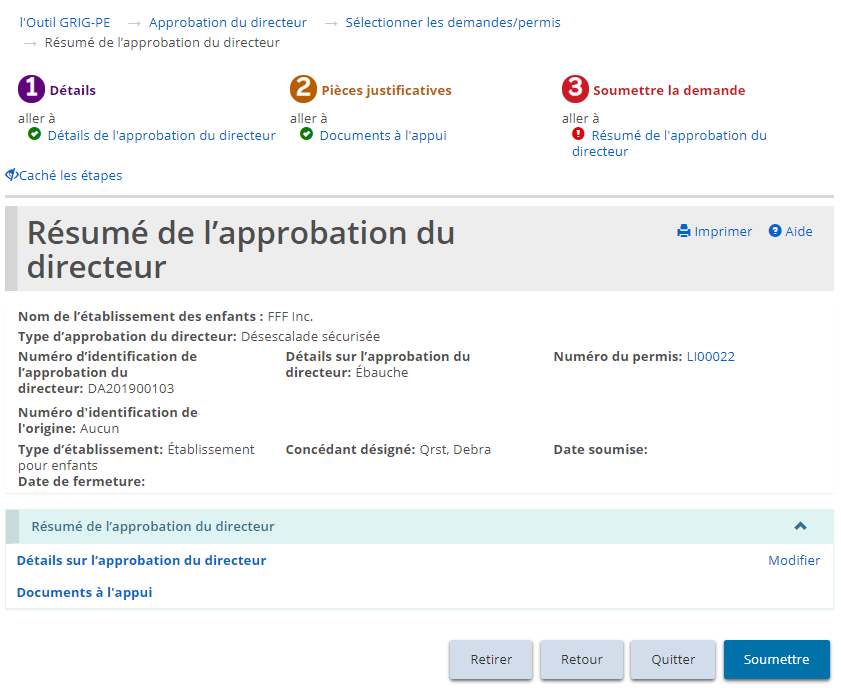 l'Outil GRIG-PE → Approbation du directeur → Sélectionner les demandes/permis
→ Résumé de l’approbation du directeur
1 Détails
aller à
Détails de l'approbation du directeur
2 Pièces justificatives
aller à
Documents à l'appui
3 Soumettre la demande
aller à
Résumé de l'approbation du
directeur
Caché les étapes
Résumé de l’approbation du
directeur
Imprimer
Aide
Nom de l’établissement des enfants : FFF Inc.
Type d’approbation du directeur: Désescalade sécurisée
Numéro d’identification de
l’approbation du
directeur: DA201900103
Détails sur l’approbation du
directeur: Ébauche
Numéro du permis: LI00022
Numéro d'identification de
l'origine: Aucun
Type d’établissement: Établissement
pour enfants
Concédant désigné: Qrst, Debra
Date soumise:
Date de fermeture:
Résumé de l’approbation du directeur
Détails sur l’approbation du directeur
Modifier
Documents à l'appui
Retirer
Retour
Quitter
Soumettre